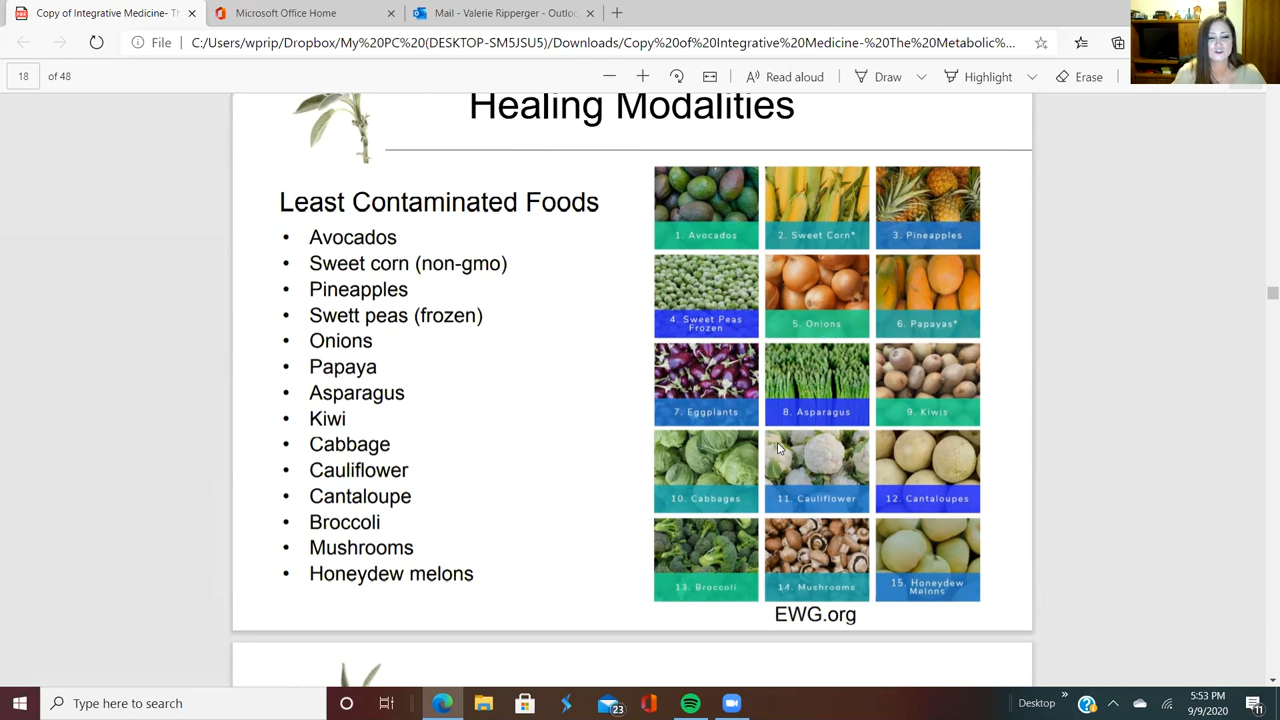 Copy of Integrative Medicine- Th
Microsoft Office Home
Mail - Valerie Ripperger - Outloc
File
C:/Users/wprip/Dropbox/My%20PC%20(DESKTOP-SM5JSU5)/Downloads/Copy%20of%20Integrative%20Medicine-%20The%20Metabolic%...
18 of 48
Read aloud
Draw
Highlight
Erase
Healing Modalities
Least Contaminated Foods
• Avocados
• Sweet corn (non-gmo)
• Pineapples
• Swett peas (frozen)
• Onions
• Papaya
• Asparagus
• Kiwi
• Cabbage
• Cauliflower
• Cantaloupe
• Broccoli
• Mushrooms
• Honeydew melons
1. Avocados
2. Sweet Corn*
3. Pineapples
4. Sweet Peas
Frozen
5. Onions
6. Papayas*
7. Eggplants
8. Asparagus
9. Kiwis
10. Cabbages
11. Cauliflower
12. Cantaloupes
13. Broccoli
14. Mushrooms
15. Honeydew
Melons
EWG.org
Type here to search
23
Desktop
5:53 PM
9/9/2020
11